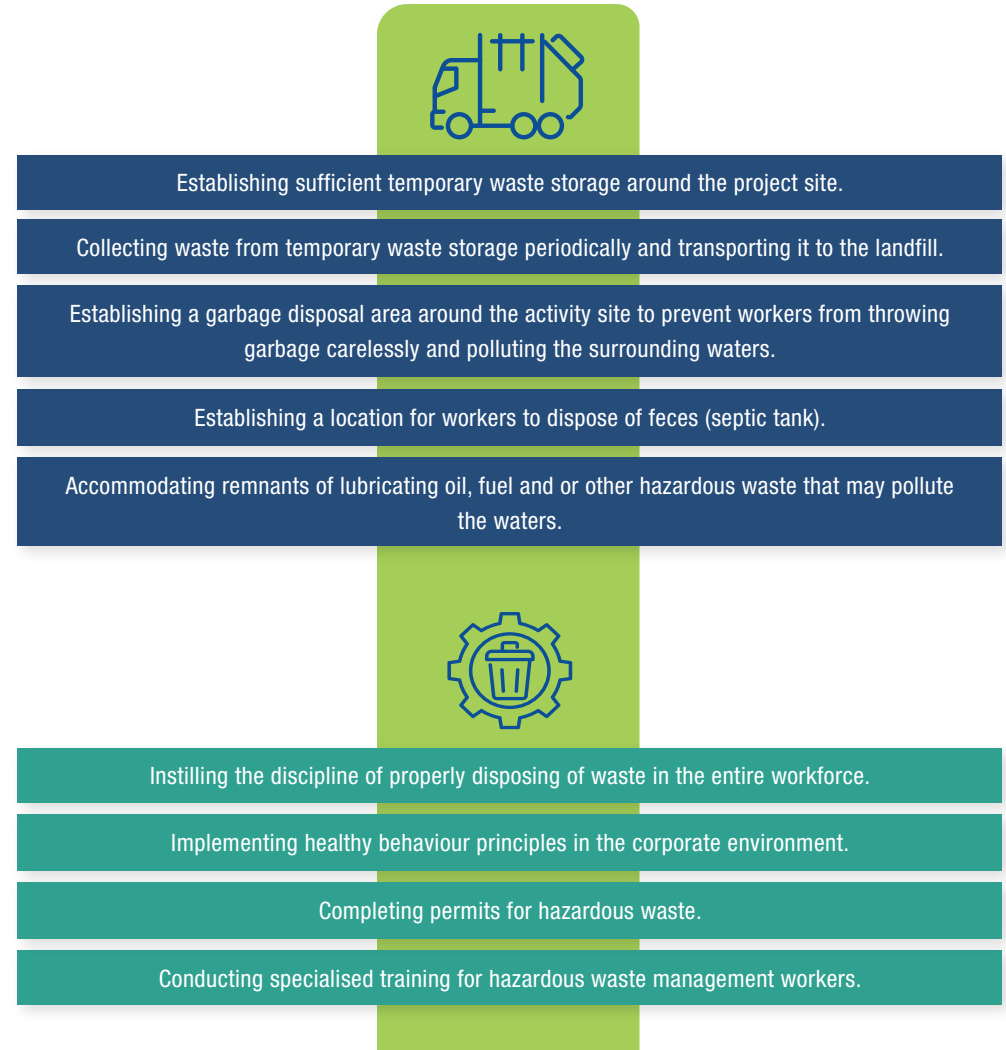 Establishing sufficient temporary waste storage around the project site.
Collecting waste from temporary waste storage periodically and transporting it to the landfill.
Establishing a garbage disposal area around the activity site to prevent workers from throwing
garbage carelessly and polluting the surrounding waters.
Establishing a location for workers to dispose of feces (septic tank).
Accommodating remnants of lubricating oil, fuel and or other hazardous waste that may pollute
the waters.
Instilling the discipline of properly disposing of waste in the entire workforce.
Implementing healthy behaviour principles in the corporate environment.
Completing permits for hazardous waste.
Conducting specialised training for hazardous waste management workers.